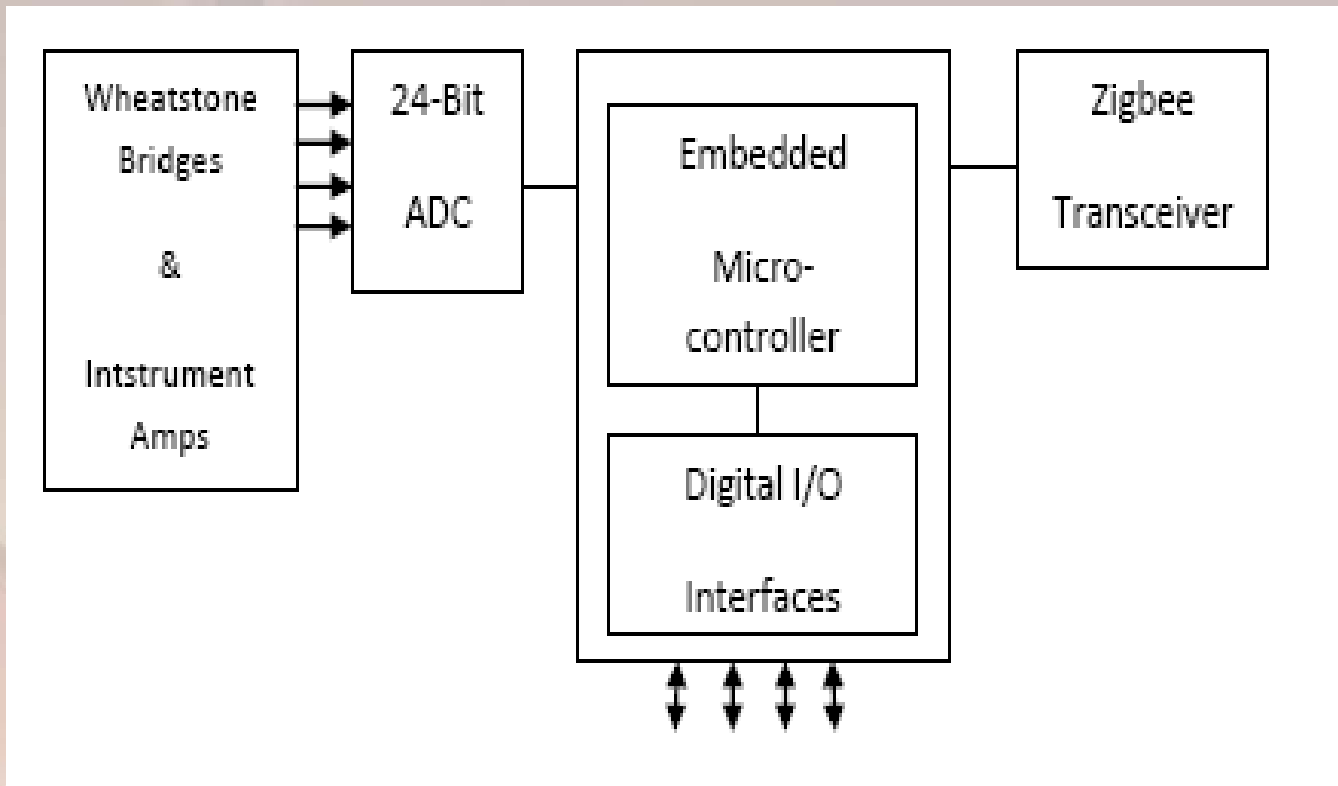 Wheatstone
Bridges
&
Intstrument
Amps
24-Bit
ADC
Embedded
Micro-
controller
Digital I/O
Interfaces
Zigbee
Transceiver